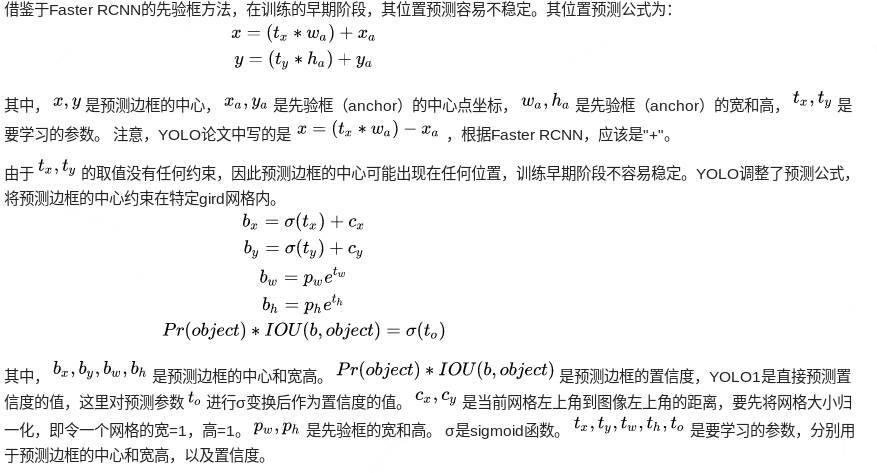 借鉴于Faster RCNN的先验框方法，在训练的早期阶段，其位置预测容易不稳定。其位置预测公式为：
x = (t_x * w_a) + x_a
y = (t_y * h_a) + y_a
其中， x, y 是预测边框的中心， x_a, y_a 是先验框（anchor）的中心点坐标， w_a, h_a 是先验框（anchor）的宽和高， t_x, t_y 是
要学习的参数。 注意，YOLO论文中写的是 x = (t_x * w_a) − x_a ，根据Faster RCNN，应该是"+"。
由于 t_x, t_y 的取值没有任何约束，因此预测边框的中心可能出现在任何位置，训练早期阶段不容易稳定。YOLO调整了预测公式，
将预测边框的中心约束在特定gird网格内。
b_x = σ(t_x) + c_x
b_y = σ(t_y) + c_y
b_w = p_w e^{t_w}
b_h = p_h e^{t_h}
Pr(object) * IOU(b, object) = σ(t_o)
其中， b_x, b_y, b_w, b_h 是预测边框的中心和宽高。 Pr(object) * IOU(b, object) 是预测边框的置信度，YOLO1是直接预测置
信度的值，这里对预测参数 t_o 进行σ变换后作为置信度的值。 c_x, c_y 是当前网格左上角到图像左上角的距离，要先将网格大小归
一化，即令一个网格的宽=1，高=1。 p_w, p_h 是先验框的宽和高。 σ是sigmoid函数。 t_x, t_y, t_w, t_h, t_o 是要学习的参数，分别用
于预测边框的中心和宽高，以及置信度。